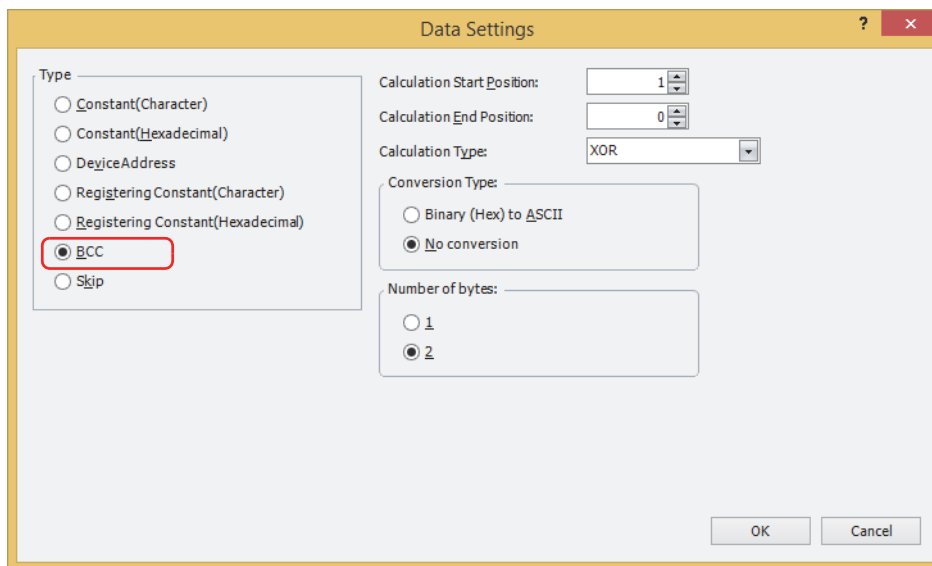 Data Settings
?
Type
Constant(Character)
Constant(Hexadecimal)
DeviceAddress
Registering Constant(Character)
Registering Constant(Hexadecimal)
BCC
Skip
Calculation Start Position: 1
Calculation End Position: 0
Calculation Type: XOR
Conversion Type:
Binary (Hex) to ASCII
No conversion
Number of bytes:
1
2
OK Cancel